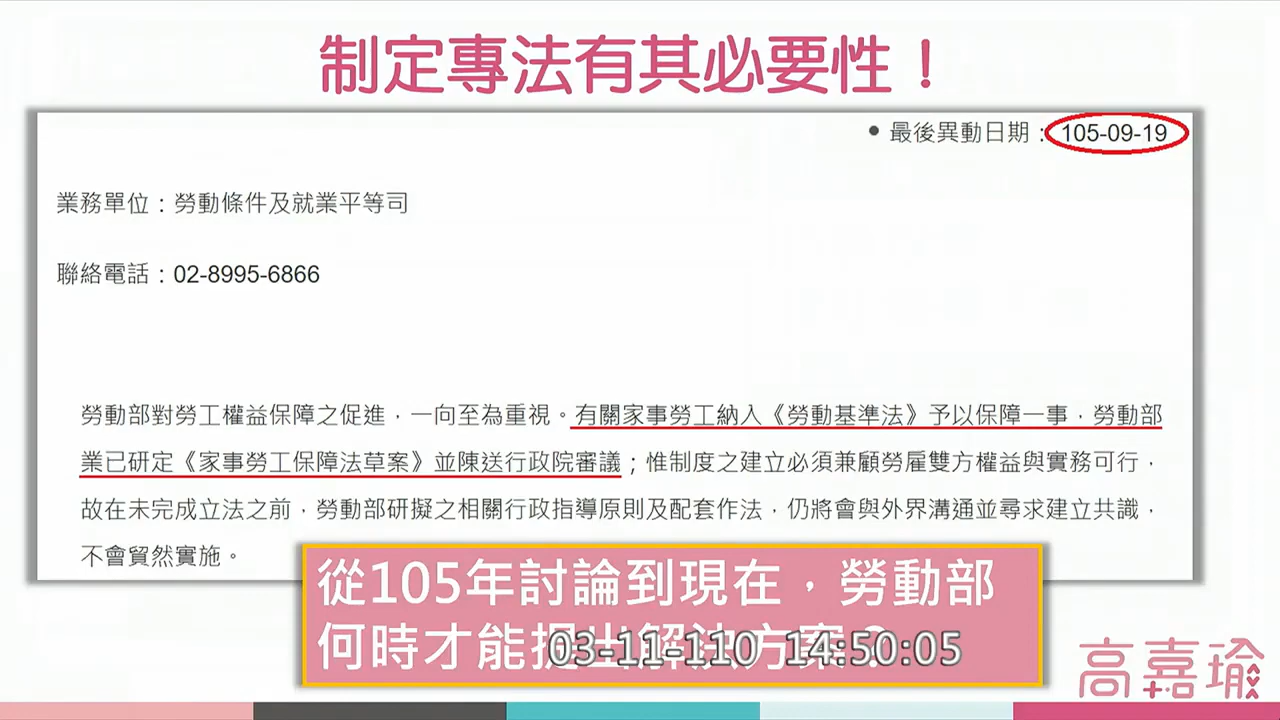 制定專法有其必要性！
• 最後異動日期：105-09-19
業務單位：勞動條件及就業平等司
聯絡電話：02-8995-6866
勞動部對勞工權益保障之促進，一向至為重視。有關家事勞工納入《勞動基準法》予以保障一事，勞動部
業已研定《家事勞工保障法草案》並陳送行政院審議；惟制度之建立必須兼顧勞雇雙方權益與實務可行，
故在未完成立法之前，勞動部研擬之相關行政指導原則及配套作法，仍將會與外界溝通並尋求建立共識，
不會貿然實施。
從105年討論到現在，勞動部
何時才能提出解決方案？
03-11-110 14:50:05
高嘉瑜